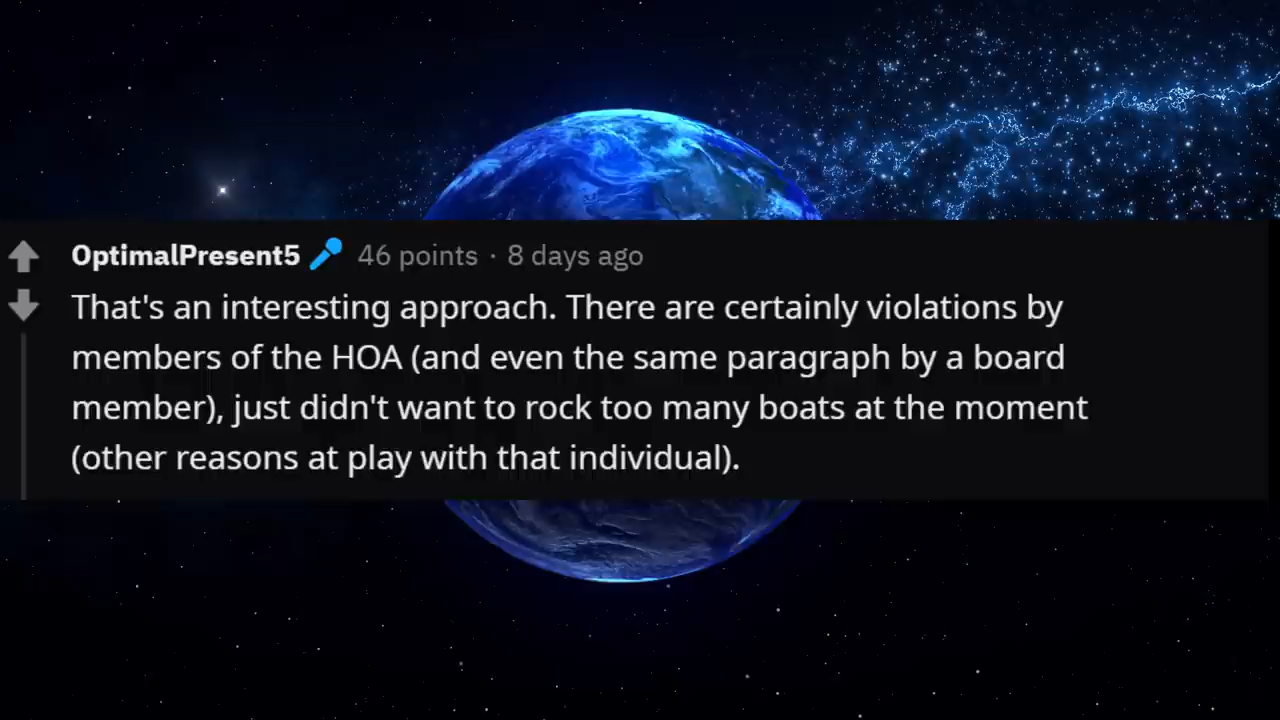 OptimalPresent5 46 points · 8 days ago
That's an interesting approach. There are certainly violations by
members of the HOA (and even the same paragraph by a board
member), just didn't want to rock too many boats at the moment
(other reasons at play with that individual).